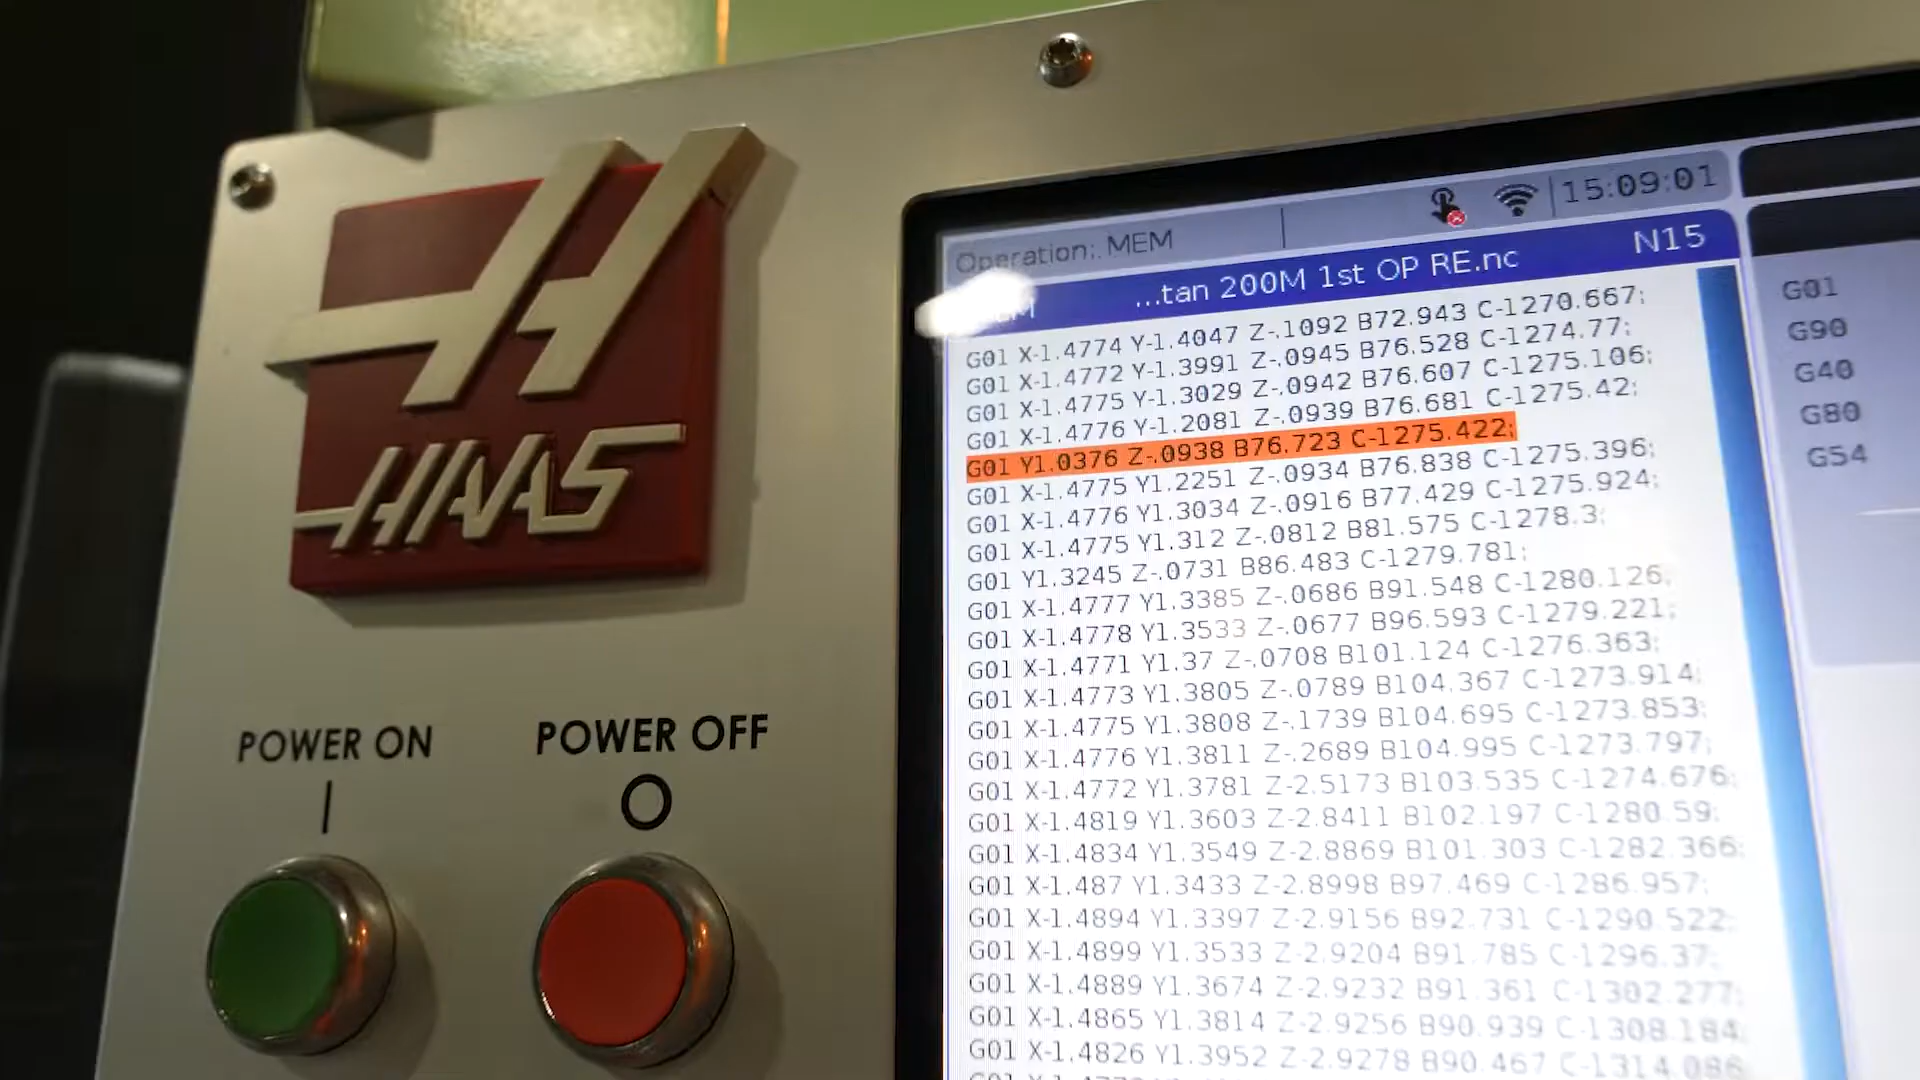 HAAS
POWER ON
I
POWER OFF
O
Operation: MEM
15:09:01
...tan 200M 1st OP RE.nc
N15
G01 X-1.4774 Y-1.4047 Z-.1092 B72.943 C-1270.667;
G01 X-1.4772 Y-1.3991 Z-.0945 B76.528 C-1274.77;
G01 X-1.4775 Y-1.3029 Z-.0942 B76.607 C-1275.106;
G01 X-1.4776 Y-1.2081 Z-.0939 B76.681 C-1275.42;
G01 Y1.0376 Z-.0938 B76.723 C-1275.422;
G01 X-1.4775 Y1.2251 Z-.0934 B76.838 C-1275.396;
G01 X-1.4776 Y1.3034 Z-.0916 B77.429 C-1275.924;
G01 X-1.4775 Y1.312 Z-.0812 B81.575 C-1278.3;
G01 Y1.3245 Z-.0731 B86.483 C-1279.781;
G01 X-1.4777 Y1.3385 Z-.0686 B91.548 C-1280.126;
G01 X-1.4778 Y1.3533 Z-.0677 B96.593 C-1279.221;
G01 X-1.4771 Y1.37 Z-.0708 B101.124 C-1276.363;
G01 X-1.4773 Y1.3805 Z-.0789 B104.367 C-1273.914;
G01 X-1.4775 Y1.3808 Z-.1739 B104.695 C-1273.853;
G01 X-1.4776 Y1.3811 Z-.2689 B104.995 C-1273.797;
G01 X-1.4772 Y1.3781 Z-2.5173 B103.535 C-1274.676;
G01 X-1.4819 Y1.3603 Z-2.8411 B102.197 C-1280.59;
G01 X-1.4834 Y1.3549 Z-2.8869 B101.303 C-1282.366;
G01 X-1.487 Y1.3433 Z-2.8998 B97.469 C-1286.957;
G01 X-1.4894 Y1.3397 Z-2.9156 B92.731 C-1290.522;
G01 X-1.4899 Y1.3533 Z-2.9204 B91.785 C-1296.37;
G01 X-1.4889 Y1.3674 Z-2.9232 B91.361 C-1302.277;
G01 X-1.4865 Y1.3814 Z-2.9256 B90.939 C-1308.184;
G01 X-1.4826 Y1.3952 Z-2.9278 B90.467 C-1314.086
G01
G90
G40
G80
G54